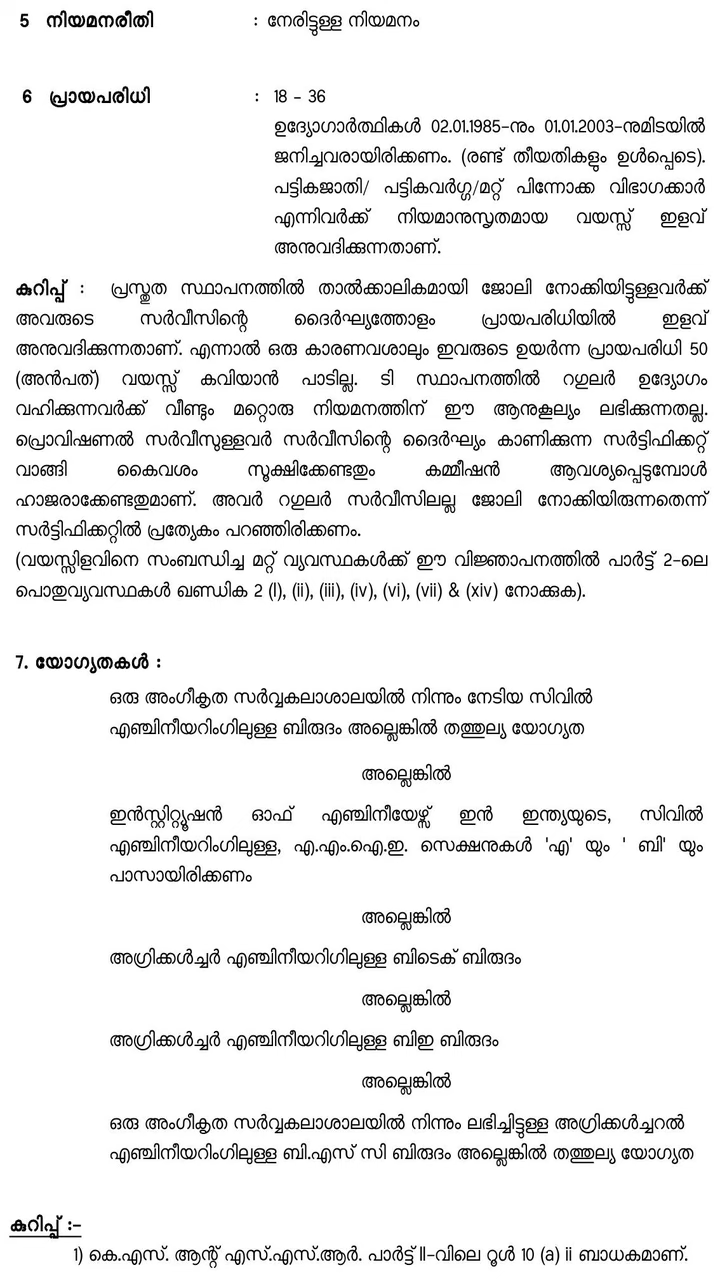 5 നിയമനരീതി : നേരിട്ടുള്ള നിയമനം
6 പ്രായപരിധി : 18 – 36
ഉദ്യോഗാർത്ഥികൾ 02.01.1985-നും 01.01.2003-നുമിടയിൽ
ജനിച്ചവരായിരിക്കണം. (രണ്ട് തീയതികളും ഉൾപ്പെടെ).
പട്ടികജാതി/ പട്ടികവർഗ്ഗ/മറ്റ് പിന്നോക്ക വിഭാഗക്കാർ
എന്നിവർക്ക് നിയമാനുസൃതമായ വയസ്സ് ഇളവ്
അനുവദിക്കുന്നതാണ്.
കുറിപ്പ് : പ്രസ്തുത സ്ഥാപനത്തിൽ താൽക്കാലികമായി ജോലി നോക്കിയിട്ടുള്ളവർക്ക്
അവരുടെ സർവീസിന്റെ ദൈർഘ്യത്തോളം പ്രായപരിധിയിൽ ഇളവ്
അനുവദിക്കുന്നതാണ്. എന്നാൽ ഒരു കാരണവശാലും ഇവരുടെ ഉയർന്ന പ്രായപരിധി 50
(അൻപത്) വയസ്സ് കവിയാൻ പാടില്ല. ടി സ്ഥാപനത്തിൽ റഗുലർ ഉദ്യോഗം
വഹിക്കുന്നവർക്ക് വീണ്ടും മറ്റൊരു നിയമനത്തിന് ഈ ആനുകൂല്യം ലഭിക്കുന്നതല്ല.
പ്രൊവിഷണൽ സർവീസുള്ളവർ സർവീസിന്റെ ദൈർഘ്യം കാണിക്കുന്ന സർട്ടിഫിക്കറ്റ്
വാങ്ങി കൈവശം സൂക്ഷിക്കേണ്ടതും കമ്മീഷൻ ആവശ്യപ്പെടുമ്പോൾ
ഹാജരാക്കേണ്ടതുമാണ്. അവർ റഗുലർ സർവീസിലല്ല ജോലി നോക്കിയിരുന്നതെന്ന്
സർട്ടിഫിക്കറ്റിൽ പ്രത്യേകം പറഞ്ഞിരിക്കണം.
(വയസ്സിളവിനെ സംബന്ധിച്ച മറ്റ് വ്യവസ്ഥകൾക്ക് ഈ വിജ്ഞാപനത്തിൽ പാർട്ട് 2-ലെ
പൊതുവ്യവസ്ഥകൾ ഖണ്ഡിക 2 (I), (ii), (iii), (iv), (vi), (vii) & (xiv) നോക്കുക).
7. യോഗ്യതകൾ :
ഒരു അംഗീകൃത സർവ്വകലാശാലയിൽ നിന്നും നേടിയ സിവിൽ
എഞ്ചിനീയറിംഗിലുള്ള ബിരുദം അല്ലെങ്കിൽ തത്തുല്യ യോഗ്യത
അല്ലെങ്കിൽ
ഇൻസ്റ്റിറ്റ്യൂഷൻ ഓഫ് എഞ്ചിനീയേഴ്സ് ഇൻ ഇന്ത്യയുടെ, സിവിൽ
എഞ്ചിനീയറിംഗിലുള്ള, എ.എം.ഐ.ഇ. സെക്ഷനുകൾ 'എ' യും ' ബി' യും
പാസായിരിക്കണം
അല്ലെങ്കിൽ
അഗ്രിക്കൾച്ചർ എഞ്ചിനീയറിഗിലുള്ള ബിടെക് ബിരുദം
അല്ലെങ്കിൽ
അഗ്രിക്കൾച്ചർ എഞ്ചിനീയറിഗിലുള്ള ബിഇ ബിരുദം
അല്ലെങ്കിൽ
ഒരു അംഗീകൃത സർവ്വകലാശാലയിൽ നിന്നും ലഭിച്ചിട്ടുള്ള അഗ്രിക്കൾച്ചറൽ
എഞ്ചിനീയറിംഗിലുള്ള ബി.എസ് സി ബിരുദം അല്ലെങ്കിൽ തത്തുല്യ യോഗ്യത
കുറിപ്പ് :-
1) കെ.എസ്. ആന്റ് എസ്.എസ്.ആർ. പാർട്ട് II-വിലെ റൂൾ 10 (a) ii ബാധകമാണ്.